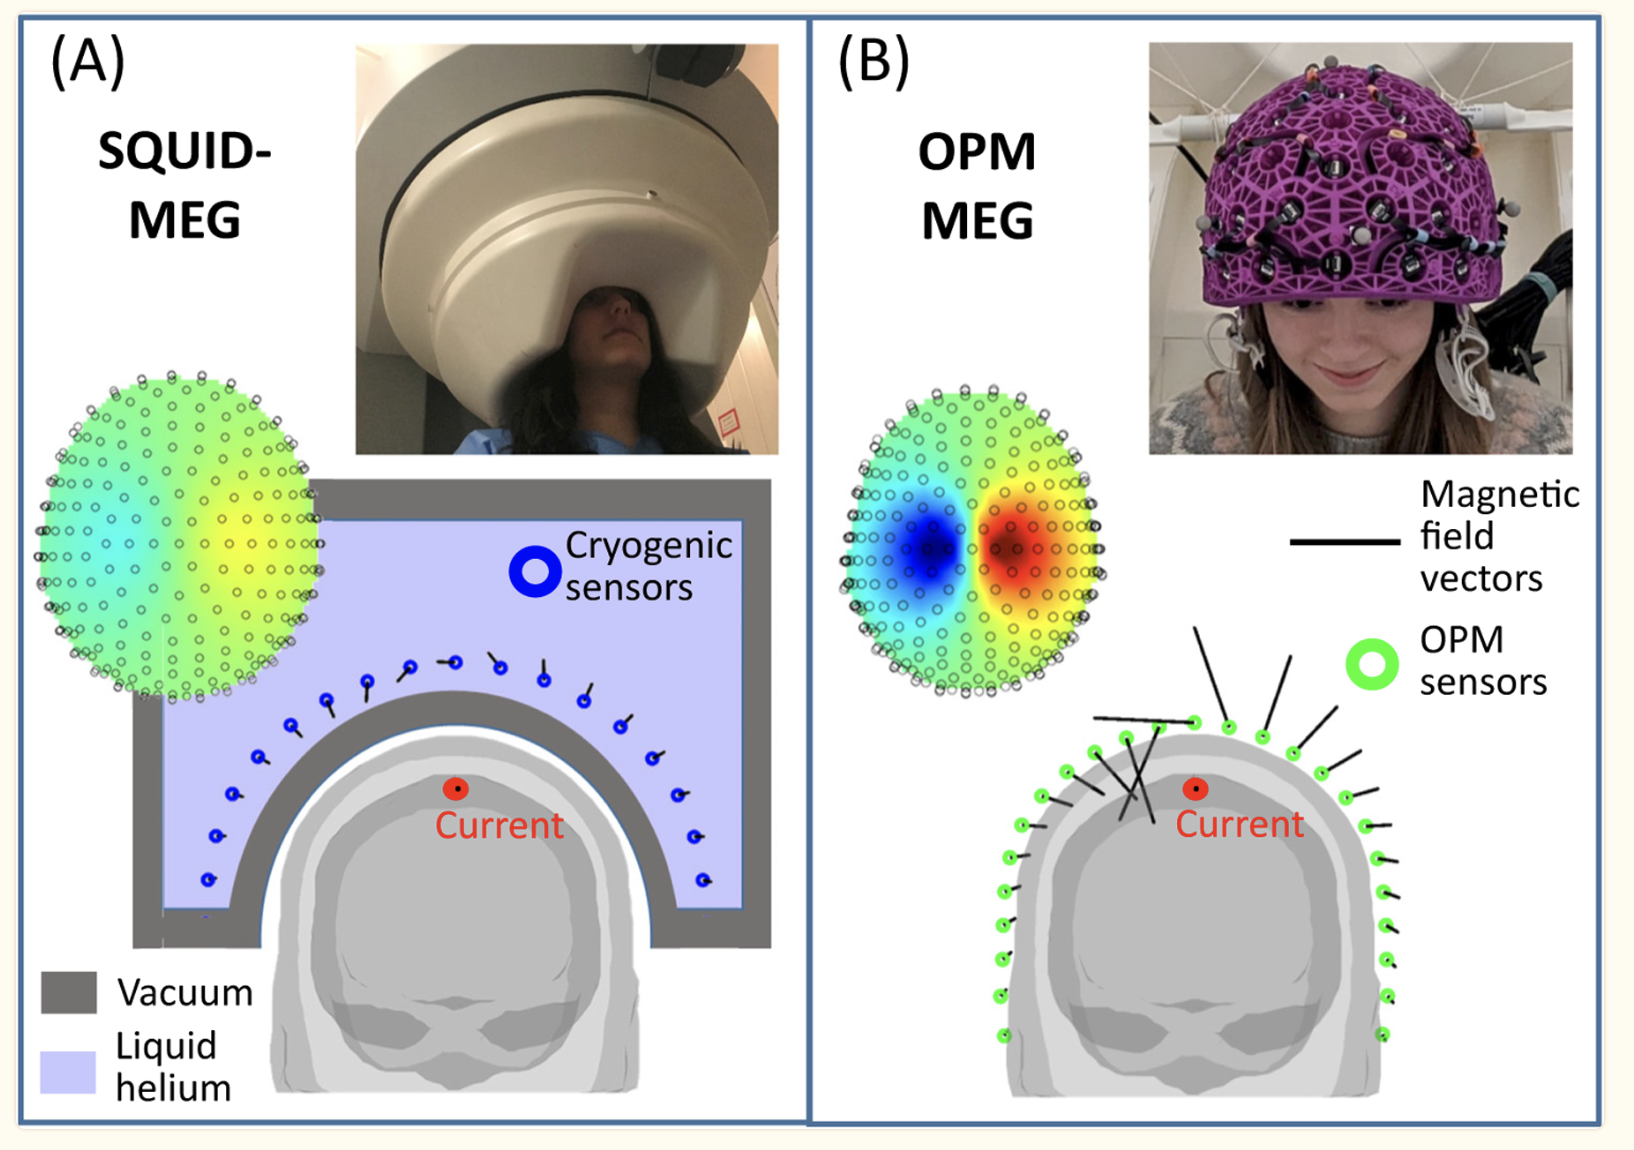 (A)
SQUID-
MEG
Cryogenic
sensors
Current
Vacuum
Liquid
helium
(B)
OPM
MEG
Magnetic
field
vectors
OPM
sensors
Current